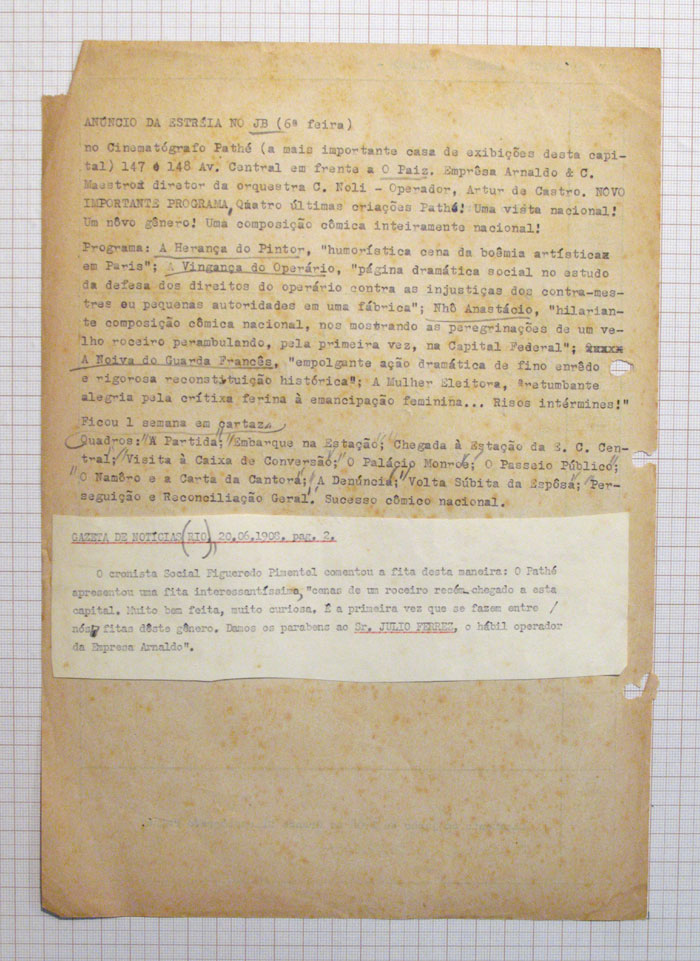 ANÚNCIO DA ESTRÉIA NO JB (6ª feira)
no Cinematógrafo Pathé (a mais importante casa de exibições desta capi-
tal) 147 e 148 Av. Central em frente a O Pais. Emprêsa Arnaldo & C.
Maestro: diretor da orquestra C. Noli - Operador, Artur de Castro. NOVO
IMPORTANTE PROGRAMA, Quatro últimas criações Pathé! Uma vista nacional!
Um nôvo gênero! Uma composição cômica inteiramente nacional!
Programa: A Herança do Pintor, "humorística cena da boêmia artística
em Paris"; A Vingança do Operário, "página dramática social no estudo
da defesa dos direitos do operário contra as injustiças dos contra-mes-
tres ou pequenas autoridades em uma fábrica"; Nhô Anastácio, "hilarian-
te composição cômica nacional, nos mostrando as peregrinações de um ve-
lho roceiro perambulando, pela primeira vez, na Capital Federal";
A Noiva do Guarda Francês, "empolgante ação dramática de fino enrêdo
e rigorosa reconstituição histórica"; A Mulher Eleitora, "retumbante
alegria pela crítixa ferina à emancipação feminina... Risos intérmines!"
Ficou 1 semana em cartaz
Quadros: "A Partida; "Embarque na Estação; "Chegada à Estação da E. C. Cen-
tral; "Visita à Caixa de Conversão; "O Palácio Monroe; "O Passeio Público";
"O Namôro e a Carta da Cantora; "A Denúncia; "Volta Súbita da Espôsa; "Per-
seguição e Reconciliação Geral. Sucesso cômico nacional.
GAZETA DE NOTÍCIAS (RIO), 20.06.1908. pag. 2.
O cronista Social Figueredo Pimentel comentou a fita desta maneira: O Pathé
apresentou uma fita interessantíssima, "cenas de um roceiro recém-chegado a esta
capital. Muito bem feita, muito curiosa. É a primeira vez que se fazem entre
nós, fitas dêste gênero. Damos os parabens ao Sr. JULIO FERREZ, o hábil operador
da Empresa Arnaldo".